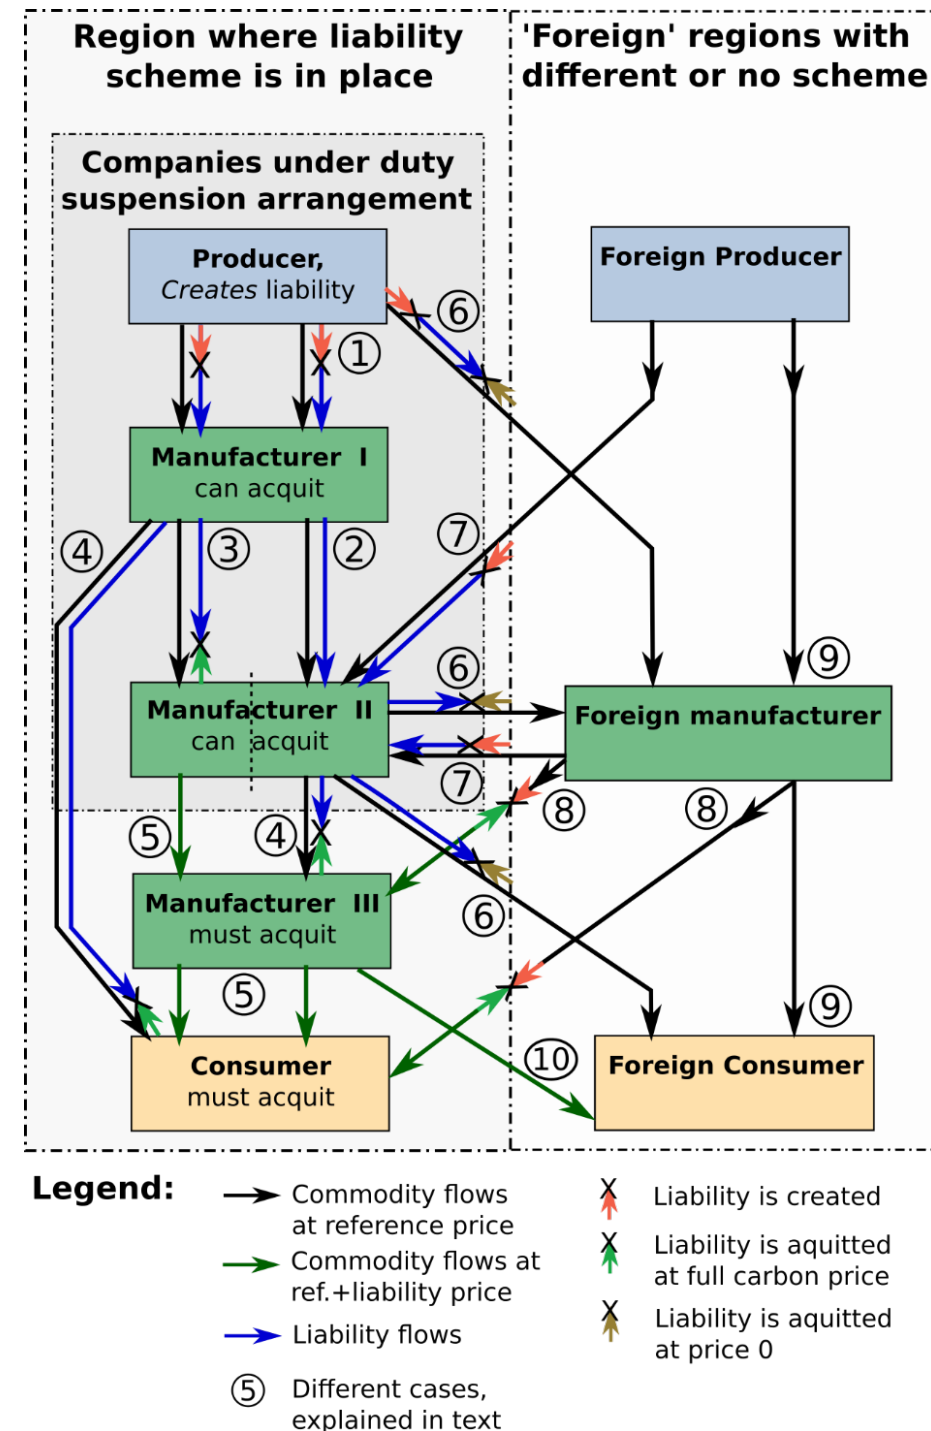 Region where liability
scheme is in place
'Foreign' regions with
different or no scheme
Companies under duty
suspension arrangement
Producer,
Creates liability
Foreign Producer
6
1
Manufacturer I
can acquit
4
3
2
7
6
9
Manufacturer II
can acquit
Foreign manufacturer
7
8
8
5
4
Manufacturer III
must acquit
6
5
9
10
Consumer
must acquit
Foreign Consumer
Legend:
Commodity flows
at reference price
Commodity flows at
ref.+liability price
Liability flows
5
Different cases,
explained in text
X
Liability is created
X
Liability is aquitted
at full carbon price
X
Liability is aquitted
at price 0